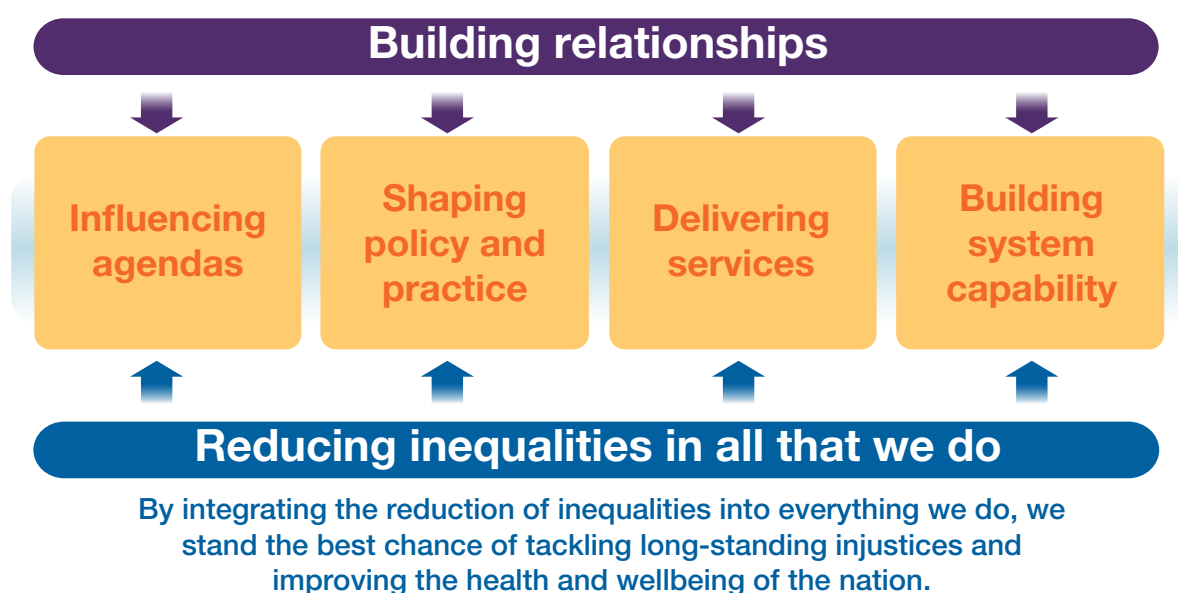 Building relationships
Influencing
agendas
Shaping
policy and
practice
Delivering
services
Building
system
capability
Reducing inequalities in all that we do
By integrating the reduction of inequalities into everything we do, we
stand the best chance of tackling long-standing injustices and
improving the health and wellbeing of the nation.